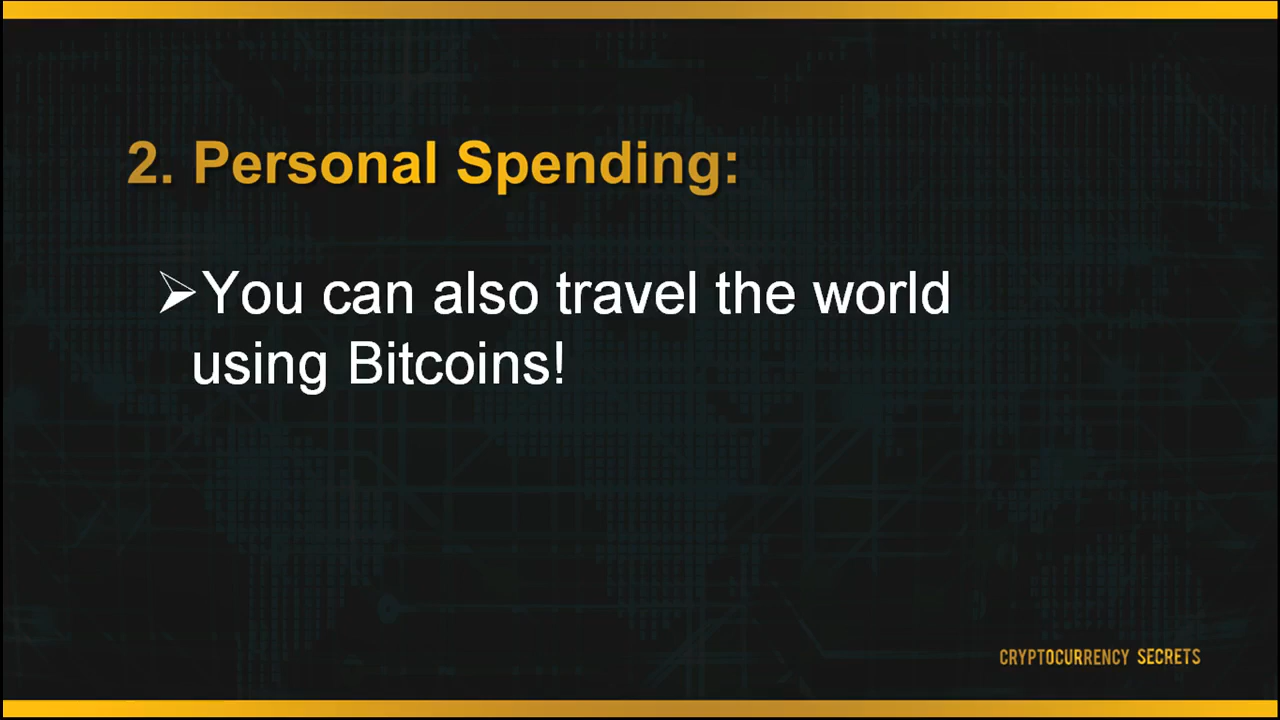 2. Personal Spending:
➢You can also travel the world
using Bitcoins!
CRYPTOCURRENCY SECRETS